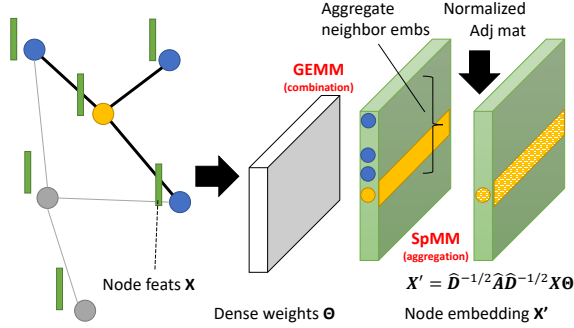 Aggregate
neighbor embs
Normalized
Adj mat
GEMM
(combination)
SpMM
(aggregation)
Node feats X
X′ = D̂^{-1/2}ÂD̂^{-1/2}XΘ
Dense weights Θ
Node embedding X′